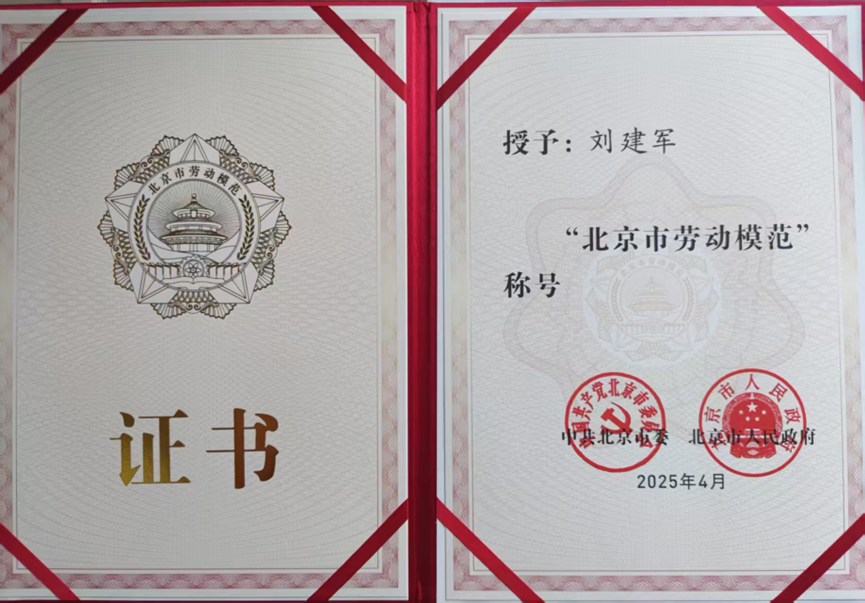 北京市劳动模范
证书
授予：刘建军
“北京市劳动模范”
称号
中国共产党北京市委员会
北京市人民政府
中共北京市委 北京市人民政府
2025年4月